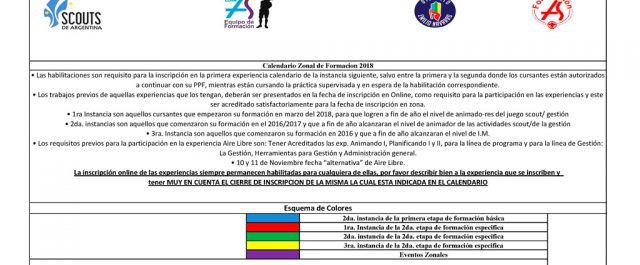 SCOUTS
DE ARGENTINA
Equipo de
Formación
Calendario Zonal de Formacion 2018
• Las habilitaciones son requisito para la inscripción en la primera experiencia calendario de la instancia siguiente, salvo entre la primera y la segunda donde los cursantes están autorizados
a continuar con su PPF, mientras están cursando la práctica supervisada y en espera de la habilitación correspondiente.
• Los trabajos previos de aquellas experiencias que los tengan, deberán ser presentados en la fecha de inscripción en Online, como requisito para la participación en las experiencias y este
ser acreditado satisfactoriamente para la fecha de inscripción en zona.
• 1ra Instancia son aquellos cursantes que empezaron su formación en marzo del 2018, para que logren a fin de año el nivel de animado-res del juego scout/ gestión
• 2da. instancias son aquellos que comenzaron su formación en el 2016/2017 y que a fin de año alcanzaran el nivel de animador de las actividades scout/de la gestión
• 3ra. Instancia son aquellos que comenzaron su formación en 2016 y que a fin de año alcanzaran el nivel de I.M.
• Los requisitos previos para la participación en la experiencia Aire Libre son: Tener Acreditados las exp. Animando I, Planificando I y II, para la línea de programa y para la línea de Gestión:
La Gestión, Herramientas para Gestión y Administración general.
• 10 y 11 de Noviembre fecha “alternativa” de Aire Libre.
La inscripción online de las experiencias siempre permanecen habilitadas para cualquiera de ellas, por favor describir bien a la experiencia que se inscriben y
tener MUY EN CUENTA EL CIERRE DE INSCRIPCION DE LA MISMA LA CUAL ESTA INDICADA EN EL CALENDARIO
Esquema de Colores
2da. instancia de la primera etapa de formación básica
1ra. Instancia de la 2da. etapa de formación específica
2da. instancia de la 2da. etapa de formación específica
3ra. instancia de la 2da. etapa de formación específica
Eventos Zonales